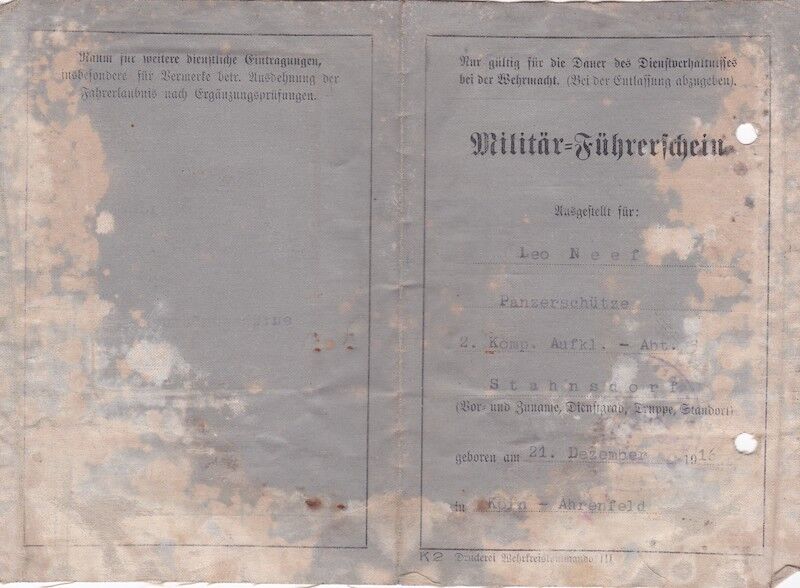 Raum für weitere dienstliche Eintragungen,
insbesondere für Vermerke betr. Ausdehnung der
Fahrerlaubnis nach Ergänzungsprüfungen.
Nur gültig für die Dauer des Dienstverhältnisses
bei der Wehrmacht. (Bei der Entlassung abzugeben).
Militär-Führerschein
Ausgestellt für:
Leo Neef
Panzerschütze
2. Komp. Aufkl. - Abt.
Stahnsdorf
(Vor- und Zuname, Dienstgrad, Truppe, Standort)
geboren am 21. Dezember 1916
in Köln - Ahrenfeld
K2 Druckerei Wehrkreiskommando III